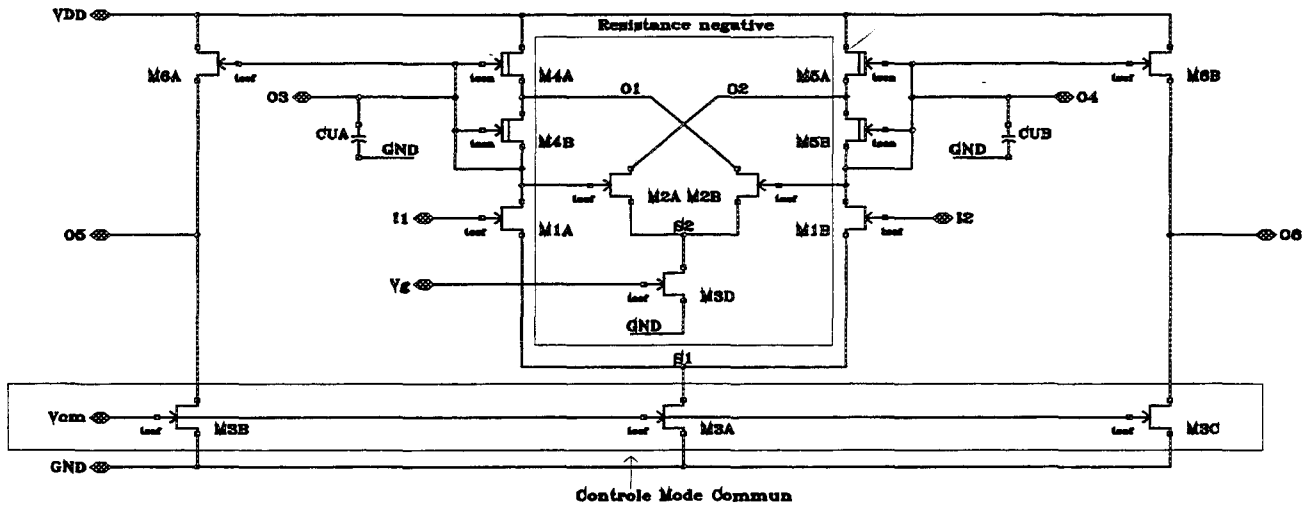 VDD
Resistance negative
M6A
M4A
M5A
M6B
O3
O1
O2
O4
CUA
GND
M4B
M5B
GND
CUB
M2A M2B
I1
M1A
S2
M1B
I2
O5
O6
Vg
M3D
GND
S1
Vcm
M3B
M3A
M3C
GND
Controle Mode Commun